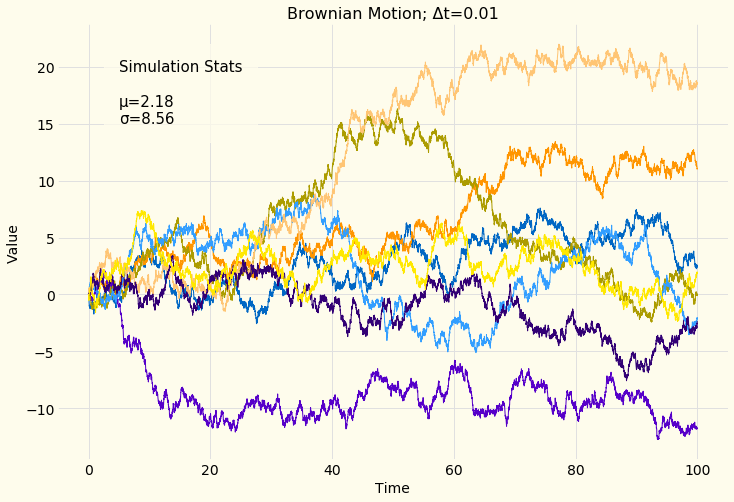 Brownian Motion; Δt=0.01
Simulation Stats
μ=2.18
σ=8.56
Value
20
15
10
5
0
−5
−10
0 20 40 60 80 100
Time